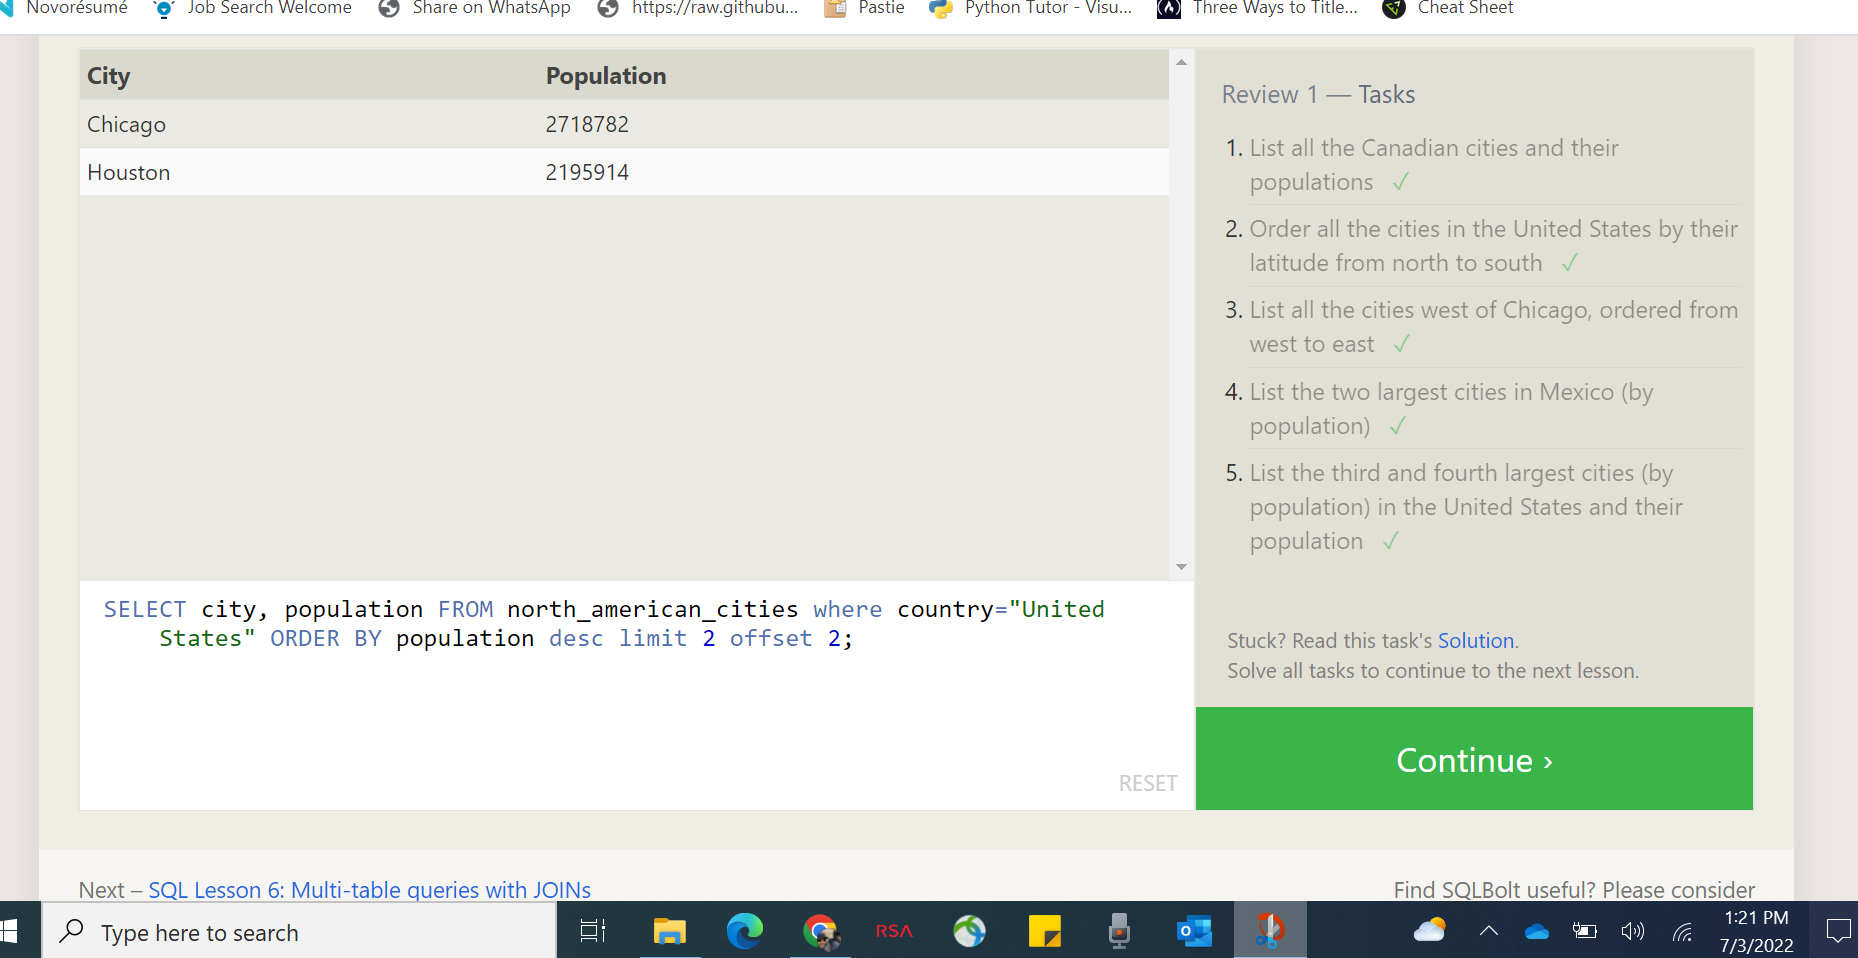 Novorésumé Job Search Welcome Share on WhatsApp https://raw.githubu... Pastie Python Tutor - Visu... Three Ways to Title... Cheat Sheet
City Population
Chicago 2718782
Houston 2195914
SELECT city, population FROM north_american_cities where country="United
States" ORDER BY population desc limit 2 offset 2;
RESET
Review 1 — Tasks
1. List all the Canadian cities and their
populations ✓
2. Order all the cities in the United States by their
latitude from north to south ✓
3. List all the cities west of Chicago, ordered from
west to east ✓
4. List the two largest cities in Mexico (by
population) ✓
5. List the third and fourth largest cities (by
population) in the United States and their
population ✓
Stuck? Read this task's Solution.
Solve all tasks to continue to the next lesson.
Continue ›
Next – SQL Lesson 6: Multi-table queries with JOINs
Find SQLBolt useful? Please consider
Type here to search
RSA
1:21 PM
7/3/2022